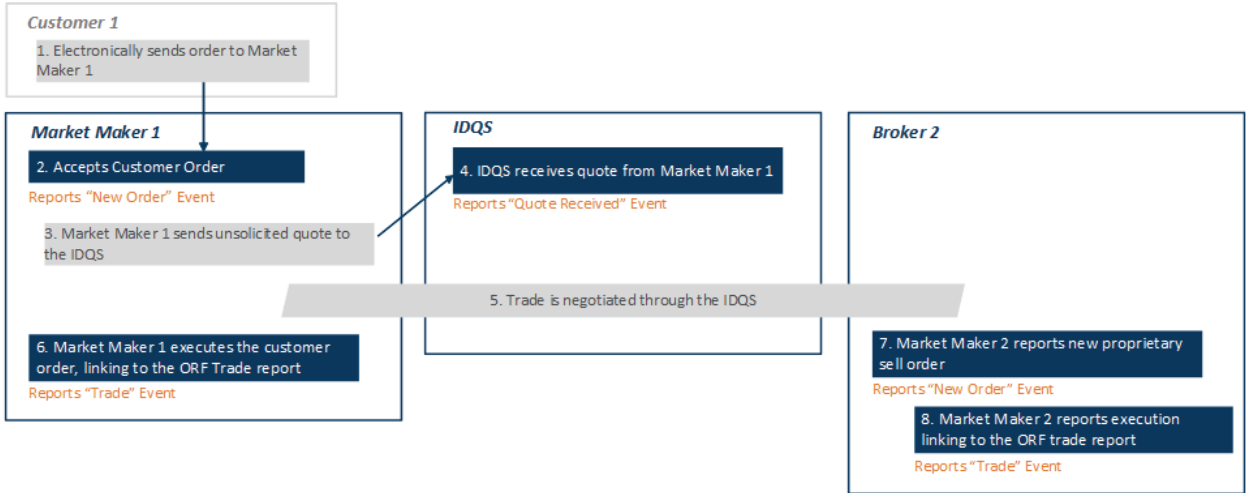 Customer 1
1. Electronically sends order to Market
Maker 1
Market Maker 1
2. Accepts Customer Order
Reports “New Order” Event
3. Market Maker 1 sends unsolicited quote to
the IDQS
IDQS
4. IDQS receives quote from Market Maker 1
Reports “Quote Received” Event
Broker 2
5. Trade is negotiated through the IDQS
6. Market Maker 1 executes the customer
order, linking to the ORF Trade report
Reports “Trade” Event
7. Market Maker 2 reports new proprietary
sell order
Reports “New Order” Event
8. Market Maker 2 reports execution
linking to the ORF trade report
Reports “Trade” Event